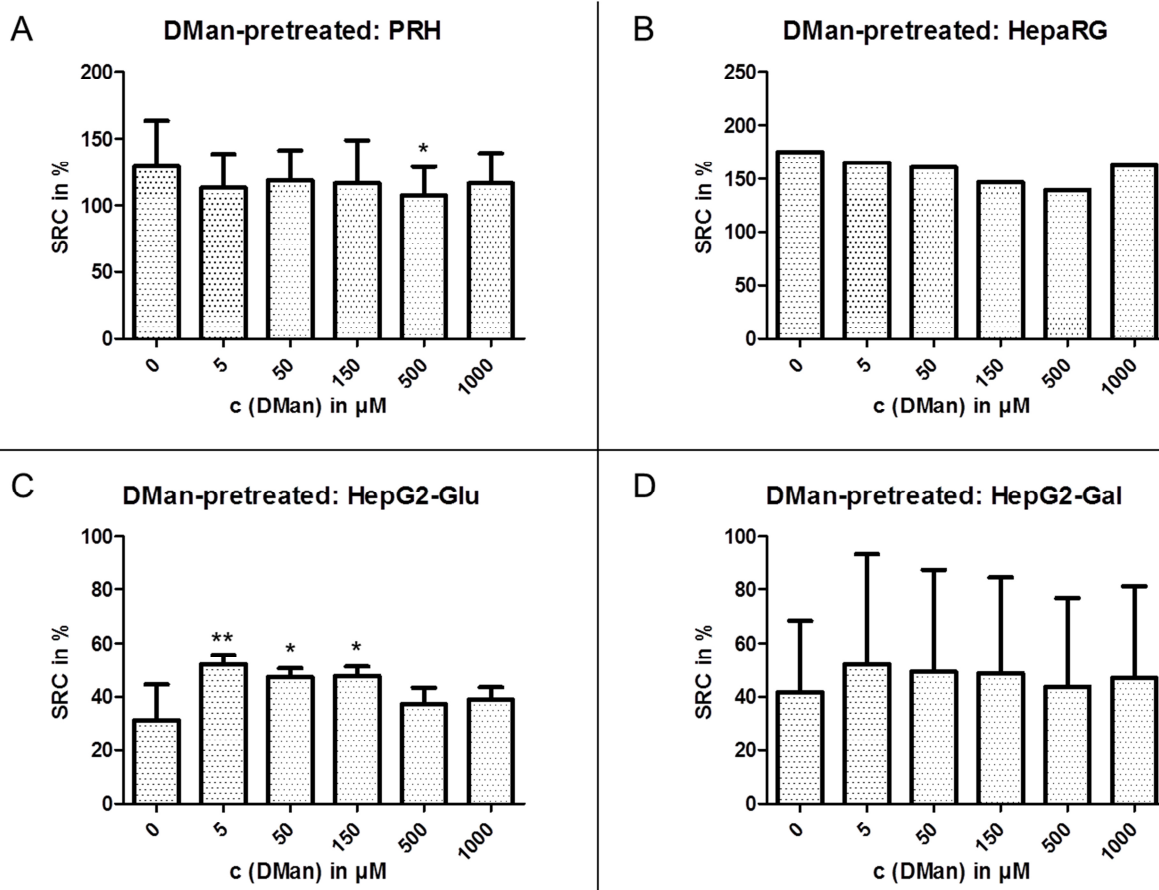 A
DMan-pretreated: PRH
SRC in %
200
150
100
50
0
*
0 5 50 150 500 1000
c (DMan) in µM
B
DMan-pretreated: HepaRG
SRC in %
250
200
150
100
50
0
0 5 50 150 500 1000
c (DMan) in µM
C
DMan-pretreated: HepG2-Glu
SRC in %
100
80
60
40
20
0
** * *
0 5 50 150 500 1000
c (DMan) in µM
D
DMan-pretreated: HepG2-Gal
SRC in %
100
80
60
40
20
0
0 5 50 150 500 1000
c (DMan) in µM